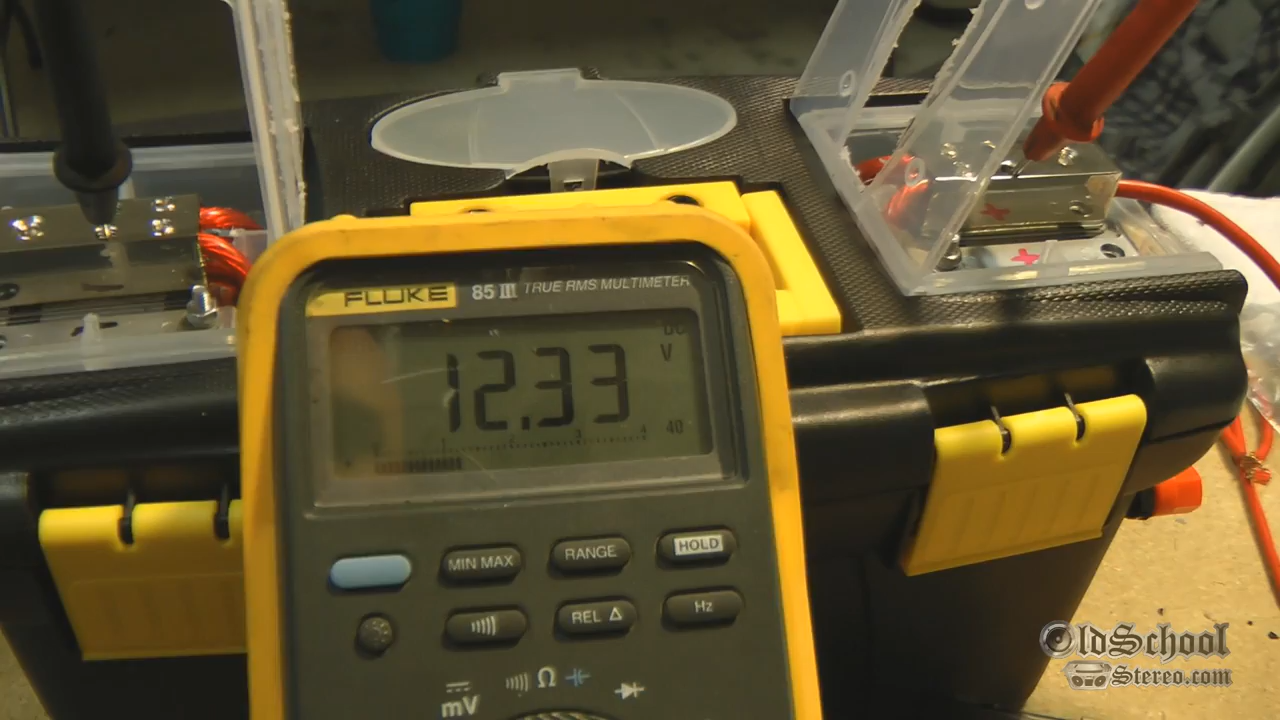 FLUKE 85 III TRUE RMS MULTIMETER
DC
12.33 V
1 2 3 4 40
MIN MAX RANGE HOLD
REL Δ Hz
mV Ω
OldSchool
Stereo.com